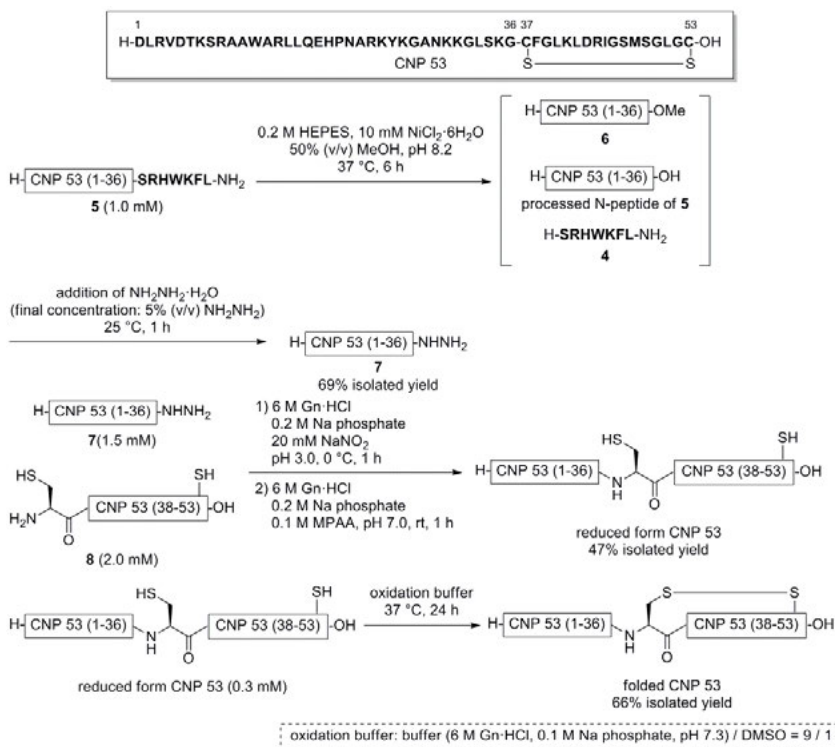 1 36 37 53
H-DLRVDTKSRAAWARLLQEHPNARKYKGANKKGLSKG-CFGLKLDRIGSMSGLGC-OH
CNP 53 S S
H-CNP 53 (1-36)-SRHWKFL-NH2
5 (1.0 mM)
0.2 M HEPES, 10 mM NiCl2·6H2O
50% (v/v) MeOH, pH 8.2
37 °C, 6 h
H-CNP 53 (1-36)-OMe
6
H-CNP 53 (1-36)-OH
processed N-peptide of 5
H-SRHWKFL-NH2
4
addition of NH2NH2·H2O
(final concentration: 5% (v/v) NH2NH2)
25 °C, 1 h
H-CNP 53 (1-36)-NHNH2
7
69% isolated yield
H-CNP 53 (1-36)-NHNH2
7(1.5 mM)
HS SH
H2N CNP 53 (38-53)-OH
O
8 (2.0 mM)
1) 6 M Gn·HCl
0.2 M Na phosphate
20 mM NaNO2
pH 3.0, 0 °C, 1 h
2) 6 M Gn·HCl
0.2 M Na phosphate
0.1 M MPAA, pH 7.0, rt, 1 h
HS SH
H-CNP 53 (1-36) N H CNP 53 (38-53)-OH
O
reduced form CNP 53
47% isolated yield
HS SH
H-CNP 53 (1-36) N H CNP 53 (38-53)-OH
O
reduced form CNP 53 (0.3 mM)
oxidation buffer
37 °C, 24 h
S S
H-CNP 53 (1-36) N H CNP 53 (38-53)-OH
O
folded CNP 53
66% isolated yield
oxidation buffer: buffer (6 M Gn·HCl, 0.1 M Na phosphate, pH 7.3) / DMSO = 9 / 1